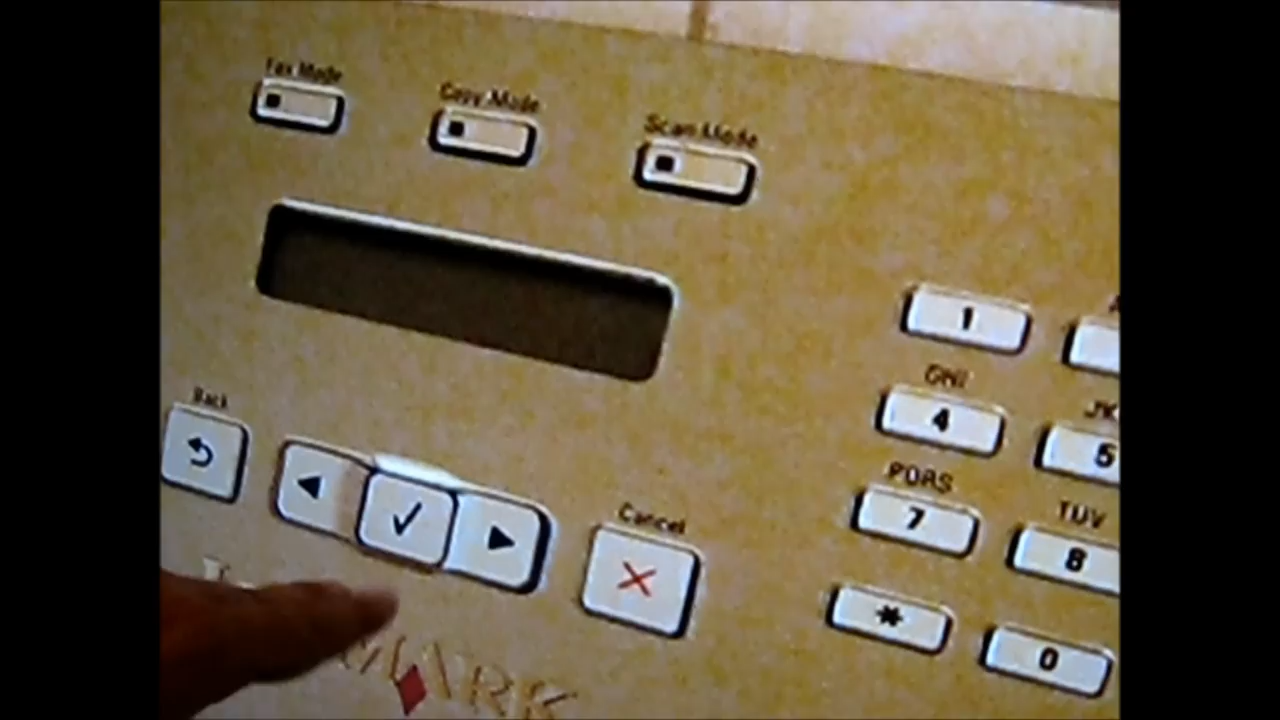 Fax Mode
Copy Mode
Scan Mode
1
GHI
4
5
PQRS
7
TUV
8
*
0
Back
Cancel